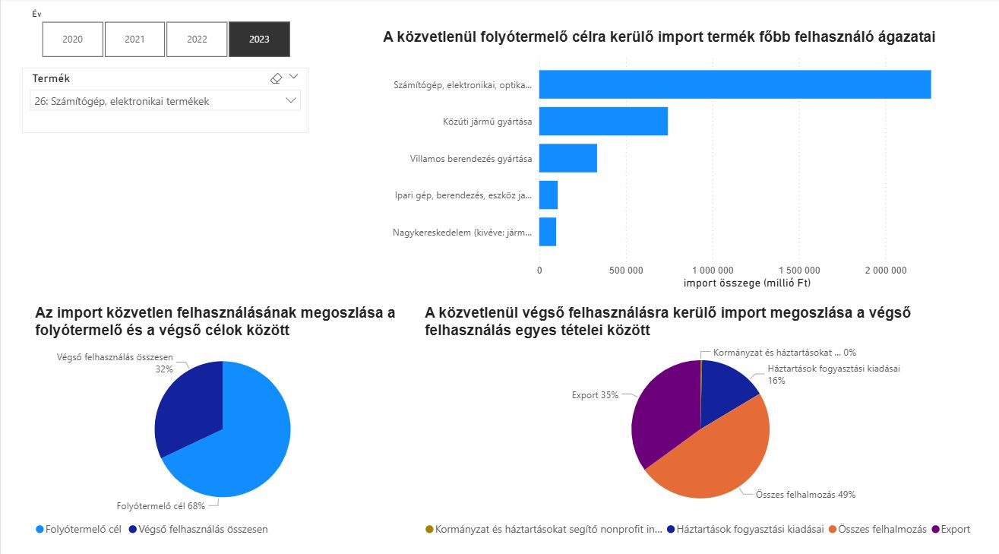 Év
2020
2021
2022
2023
Termék
26: Számítógép, elektronikai termékek
A közvetlenül folyótermelő célra kerülő import termék főbb felhasználó ágazatai
Számítógép, elektronikai, optika...
Közúti jármű gyártása
Villamos berendezés gyártása
Ipari gép, berendezés, eszköz ja...
Nagykereskedelem (kivéve: járm...
0
500 000
1 000 000
1 500 000
2 000 000
import összege (millió Ft)
Az import közvetlen felhasználásának megoszlása a
folyótermelő és a végső célok között
Végső felhasználás összesen
32%
Folyótermelő cél 68%
Folyótermelő cél
Végső felhasználás összesen
A közvetlenül végső felhasználásra kerülő import megoszlása a végső
felhasználás egyes tételei között
Kormányzat és háztartásokat ... 0%
Háztartások fogyasztási kiadásai
16%
Export 35%
Összes felhalmozás 49%
Kormányzat és háztartásokat segítő nonprofit in...
Háztartások fogyasztási kiadásai
Összes felhalmozás
Export